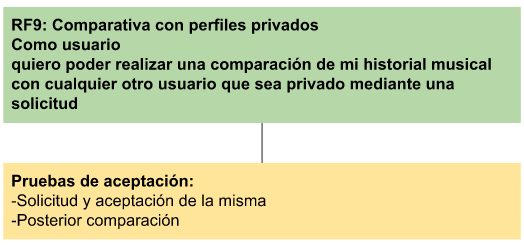 RF9: Comparativa con perfiles privados
Como usuario
quiero poder realizar una comparación de mi historial musical
con cualquier otro usuario que sea privado mediante una
solicitud
Pruebas de aceptación:
-Solicitud y aceptación de la misma
-Posterior comparación